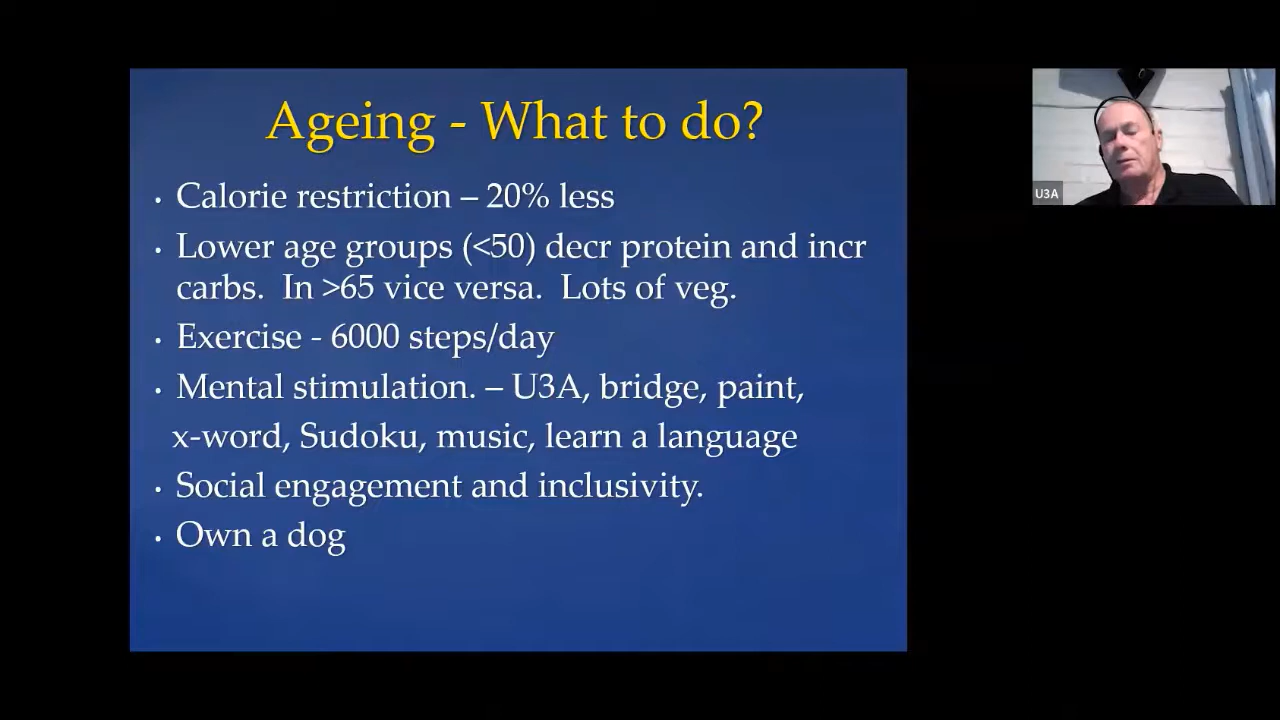 Ageing - What to do?
• Calorie restriction – 20% less
• Lower age groups (<50) decr protein and incr
carbs.  In >65 vice versa.  Lots of veg.
• Exercise - 6000 steps/day
• Mental stimulation. – U3A, bridge, paint,
x-word, Sudoku, music, learn a language
• Social engagement and inclusivity.
• Own a dog
U3A